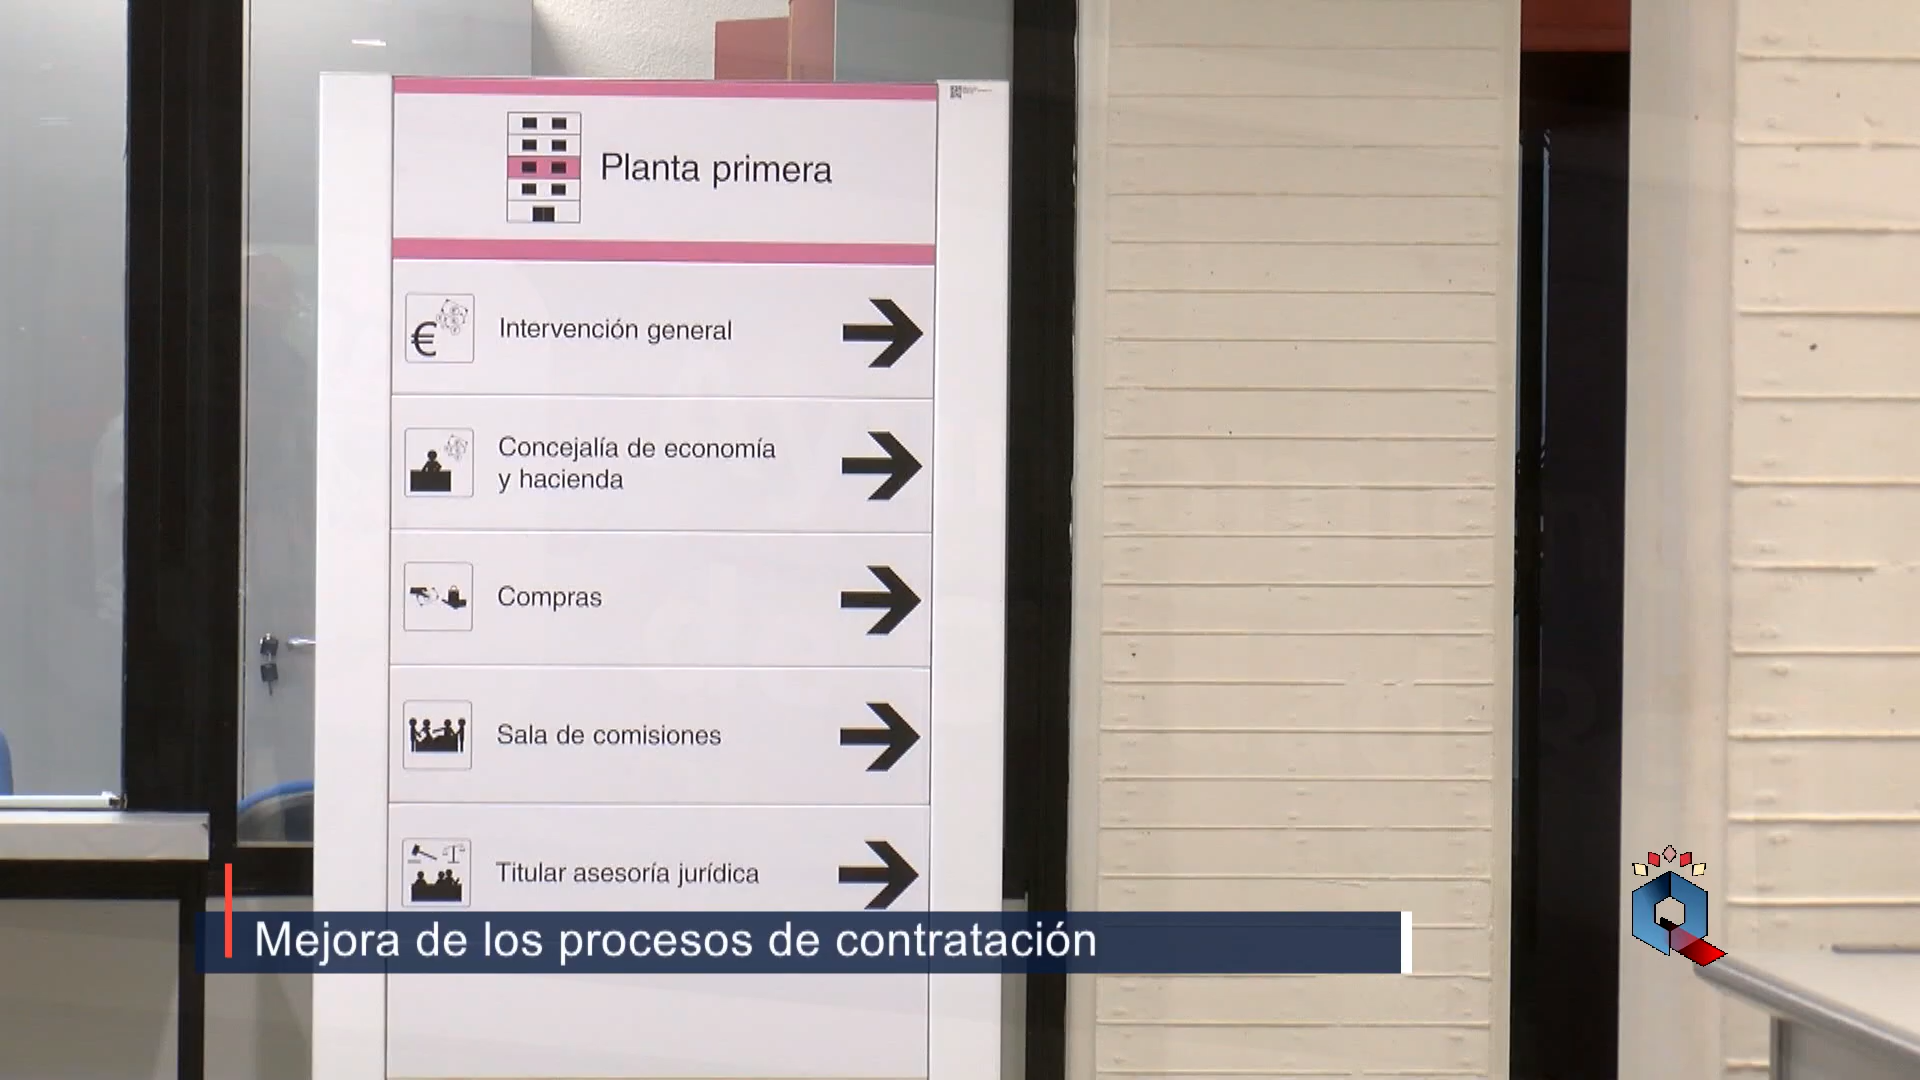 Planta primera
€
Intervención general
Concejalía de economía
y hacienda
Compras
Sala de comisiones
Titular asesoría jurídica
Mejora de los procesos de contratación